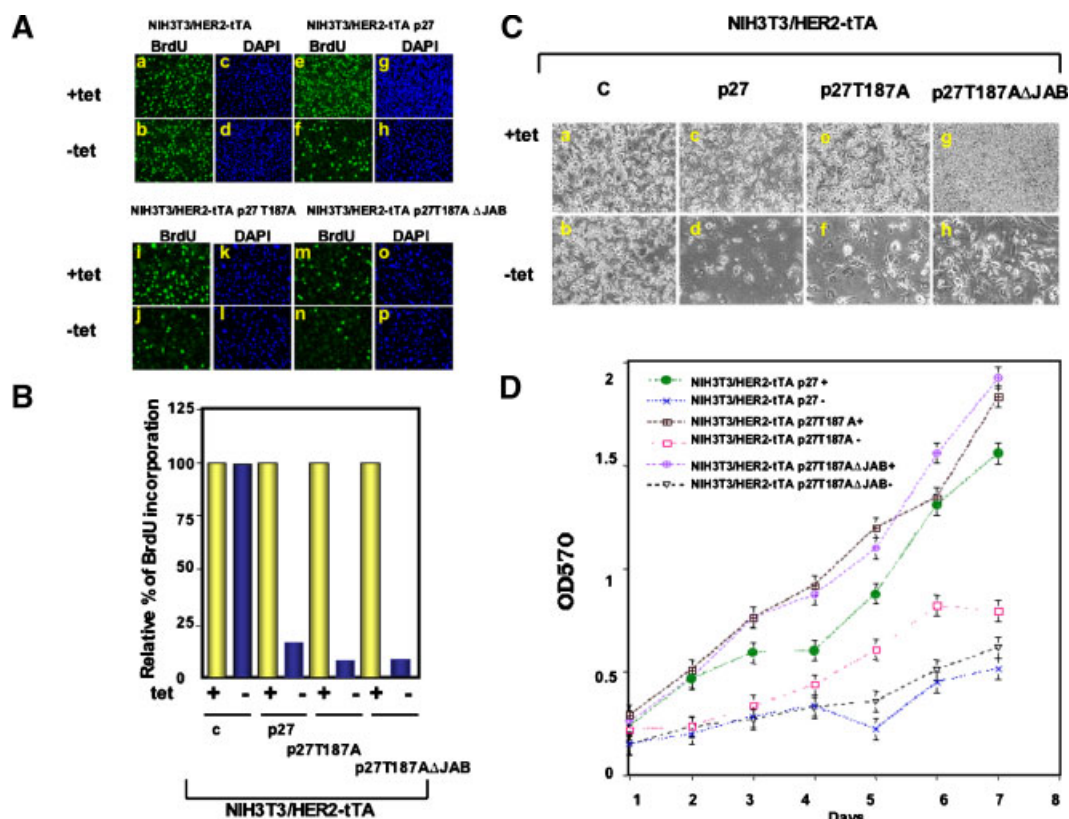 A
NIH3T3/HER2-tTA NIH3T3/HER2-tTA p27
BrdU DAPI BrdU DAPI
a c e g
+tet
b d f h
-tet
NIH3T3/HER2-tTA p27 T187A NIH3T3/HER2-tTA p27T187A ΔJAB
BrdU DAPI BrdU DAPI
i k m o
+tet
j l n p
-tet
B
Relative % of BrdU incorporation
125
100
75
50
25
0
tet + - + - + - + -
c p27
p27T187A
p27T187AΔJAB
NIH3T3/HER2-tTA
C
NIH3T3/HER2-tTA
C p27 p27T187A p27T187AΔJAB
+tet
a c e g
-tet
b d f h
D
OD570
2
1.5
1
0.5
0
NIH3T3/HER2-tTA p27 +
NIH3T3/HER2-tTA p27 -
NIH3T3/HER2-tTA p27T187 A+
NIH3T3/HER2-tTA p27T187A -
NIH3T3/HER2-tTA p27T187AΔJAB+
NIH3T3/HER2-tTA p27T187AΔJAB-
1 2 3 4 5 6 7 8
Days